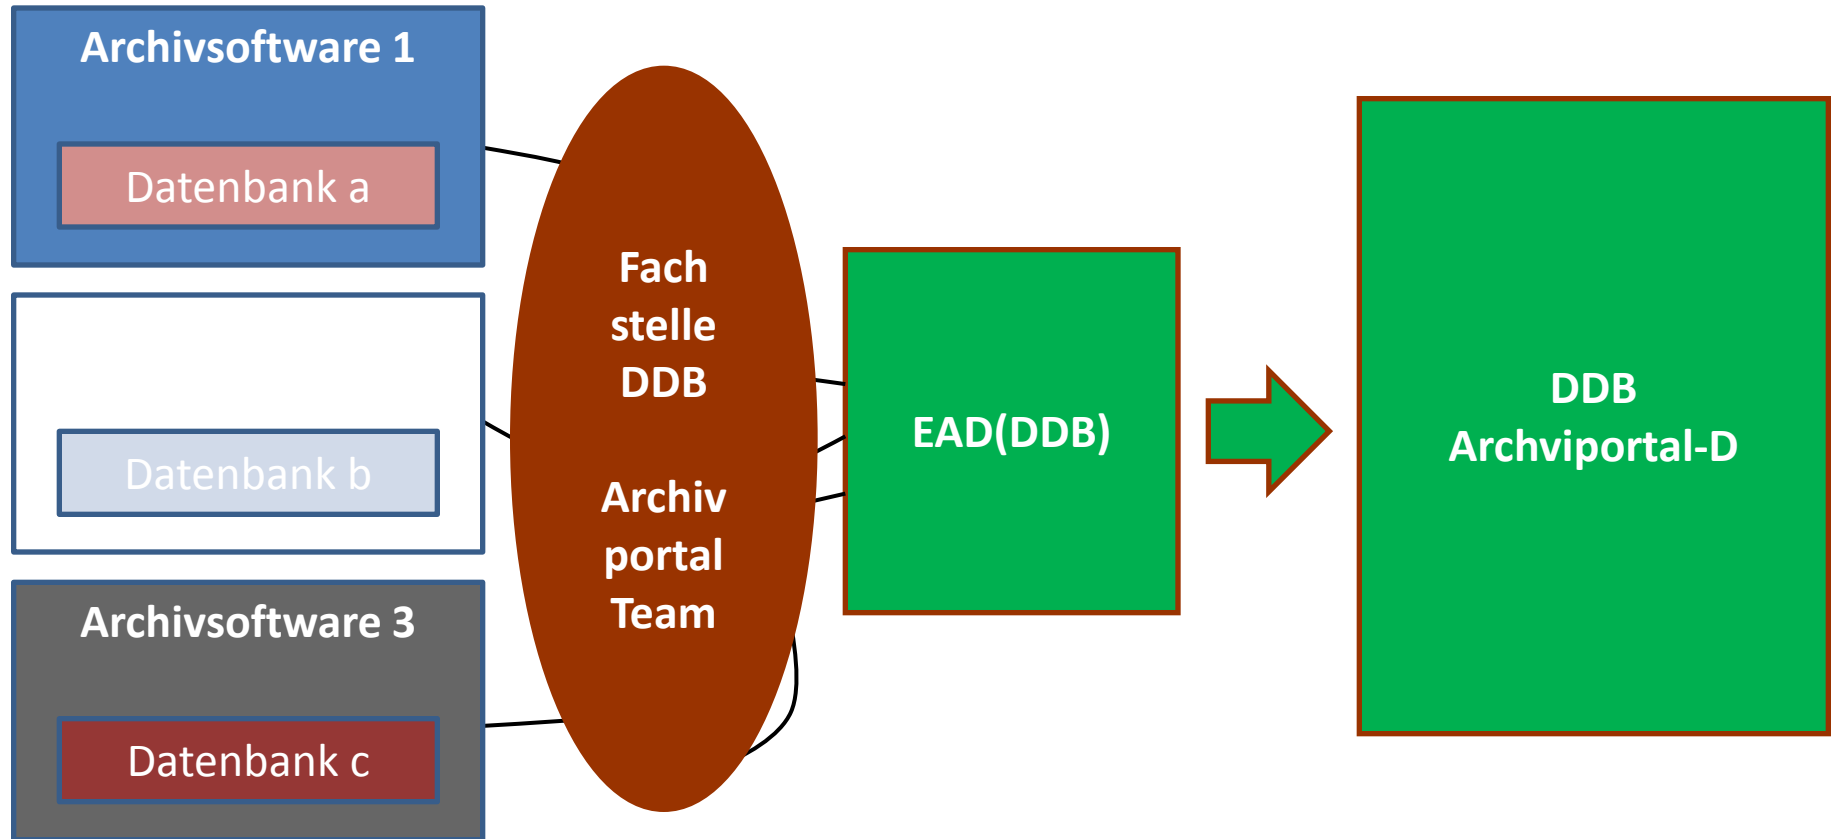 Archivsoftware 1
Datenbank a
Datenbank b
Archivsoftware 3
Datenbank c
Fach
stelle
DDB
Archiv
portal
Team
EAD(DDB)
DDB
Archviportal-D